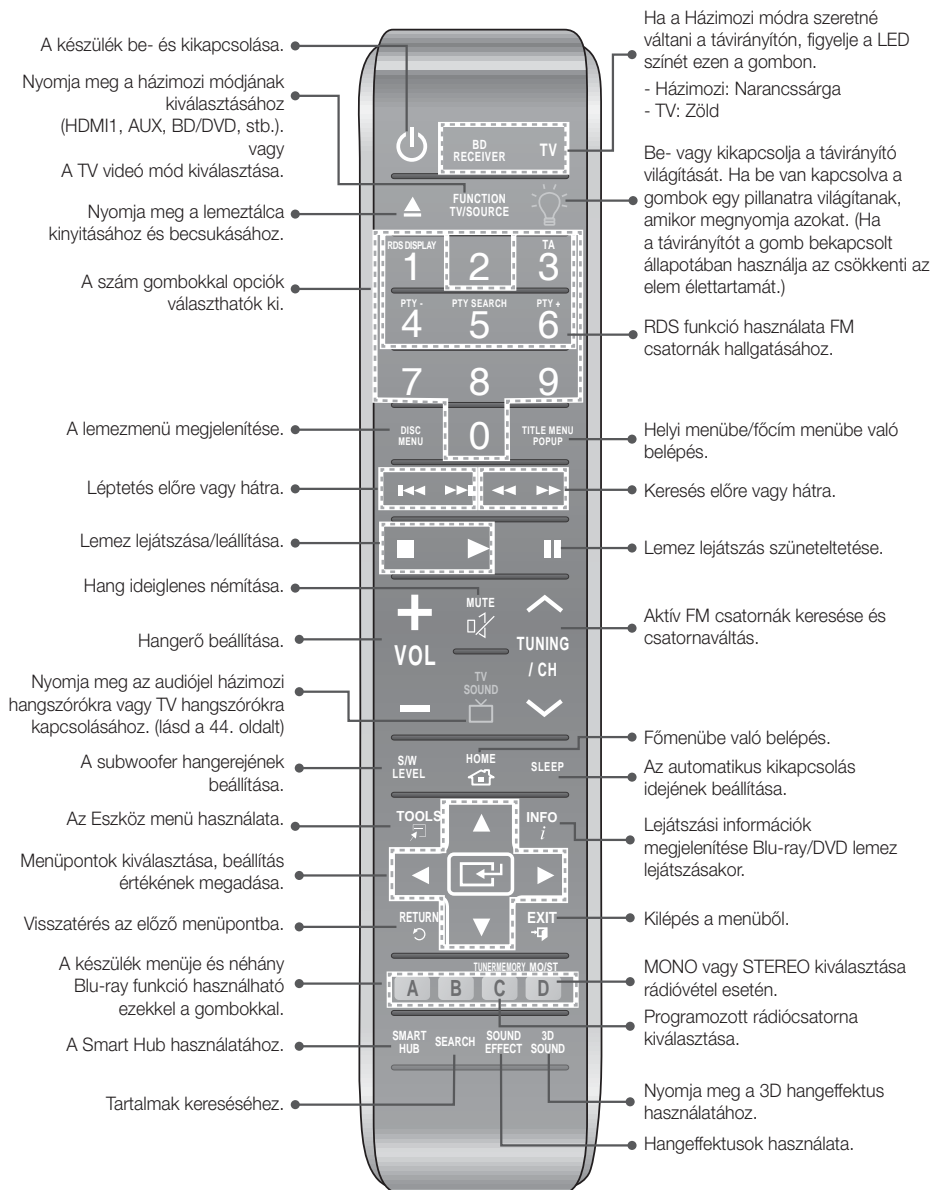 A készülék be- és kikapcsolása.
Nyomja meg a házimozi módjának
kiválasztásához
(HDMI1, AUX, BD/DVD, stb.).
vagy
A TV videó mód kiválasztása.
Nyomja meg a lemeztálca
kinyitásához és becsukásához.
A szám gombokkal opciók
választhatók ki.
A lemezmenü megjelenítése.
Léptetés előre vagy hátra.
Lemez lejátszása/leállítása.
Hang ideiglenes némítása.
Hangerő beállítása.
Nyomja meg az audiójel házimozi
hangszórókra vagy TV hangszórókra
kapcsolásához. (lásd a 44. oldalt)
A subwoofer hangerejének
beállítása.
Az Eszköz menü használata.
Menüpontok kiválasztása, beállítás
értékének megadása.
Visszatérés az előző menüpontba.
A készülék menüje és néhány
Blu-ray funkció használható
ezekkel a gombokkal.
A Smart Hub használatához.
Tartalmak kereséséhez.
BD
RECEIVER
TV
FUNCTION
TV/SOURCE
RDS DISPLAY
TA
1 2 3
PTY -
PTY SEARCH
PTY +
4 5 6
7 8 9
DISC
MENU
0
TITLE MENU
POPUP
MUTE
VOL
TUNING
/ CH
TV
SOUND
S/W
LEVEL
HOME
SLEEP
TOOLS
INFO
i
RETURN
EXIT
TUNER MEMORY MO/ST
A B C D
SMART
HUB
SEARCH
SOUND
EFFECT
3D
SOUND
Ha a Házimozi módra szeretné
váltani a távirányítón, figyelje a LED
színét ezen a gombon.
- Házimozi: Narancssárga
- TV: Zöld
Be- vagy kikapcsolja a távirányító
világítását. Ha be van kapcsolva a
gombok egy pillanatra világítanak,
amikor megnyomja azokat. (Ha
a távirányítót a gomb bekapcsolt
állapotában használja az csökkenti az
elem élettartamát.)
RDS funkció használata FM
csatornák hallgatásához.
Helyi menübe/főcím menübe való
belépés.
Keresés előre vagy hátra.
Lemez lejátszás szüneteltetése.
Aktív FM csatornák keresése és
csatornaváltás.
Főmenübe való belépés.
Az automatikus kikapcsolás
idejének beállítása.
Lejátszási információk
megjelenítése Blu-ray/DVD lemez
lejátszásakor.
Kilépés a menüből.
MONO vagy STEREO kiválasztása
rádióvétel esetén.
Programozott rádiócsatorna
kiválasztása.
Nyomja meg a 3D hangeffektus
használatához.
Hangeffektusok használata.